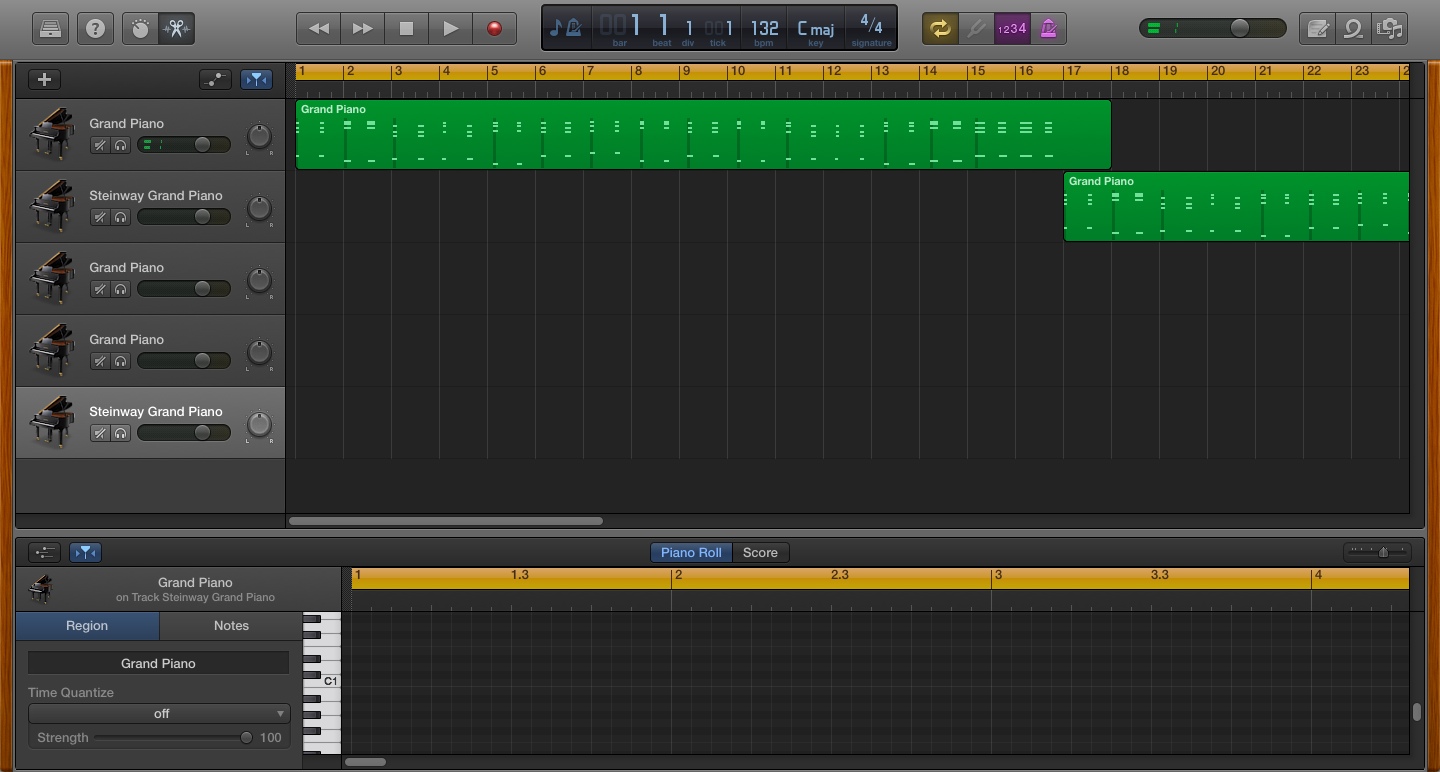 ?
1 1 1 1 132 C maj 4/4
bar beat div tick bpm key signature
1234
1 2 3 4 5 6 7 8 9 10 11 12 13 14 15 16 17 18 19 20 21 22 23 2
Grand Piano
Grand Piano
L R
Steinway Grand Piano
Grand Piano
L R
Grand Piano
L R
Grand Piano
L R
Steinway Grand Piano
L R
Piano Roll Score
Grand Piano
on Track Steinway Grand Piano
1 1.3 2 2.3 3 3.3 4
Region Notes
Grand Piano
C1
Time Quantize
off
Strength 100